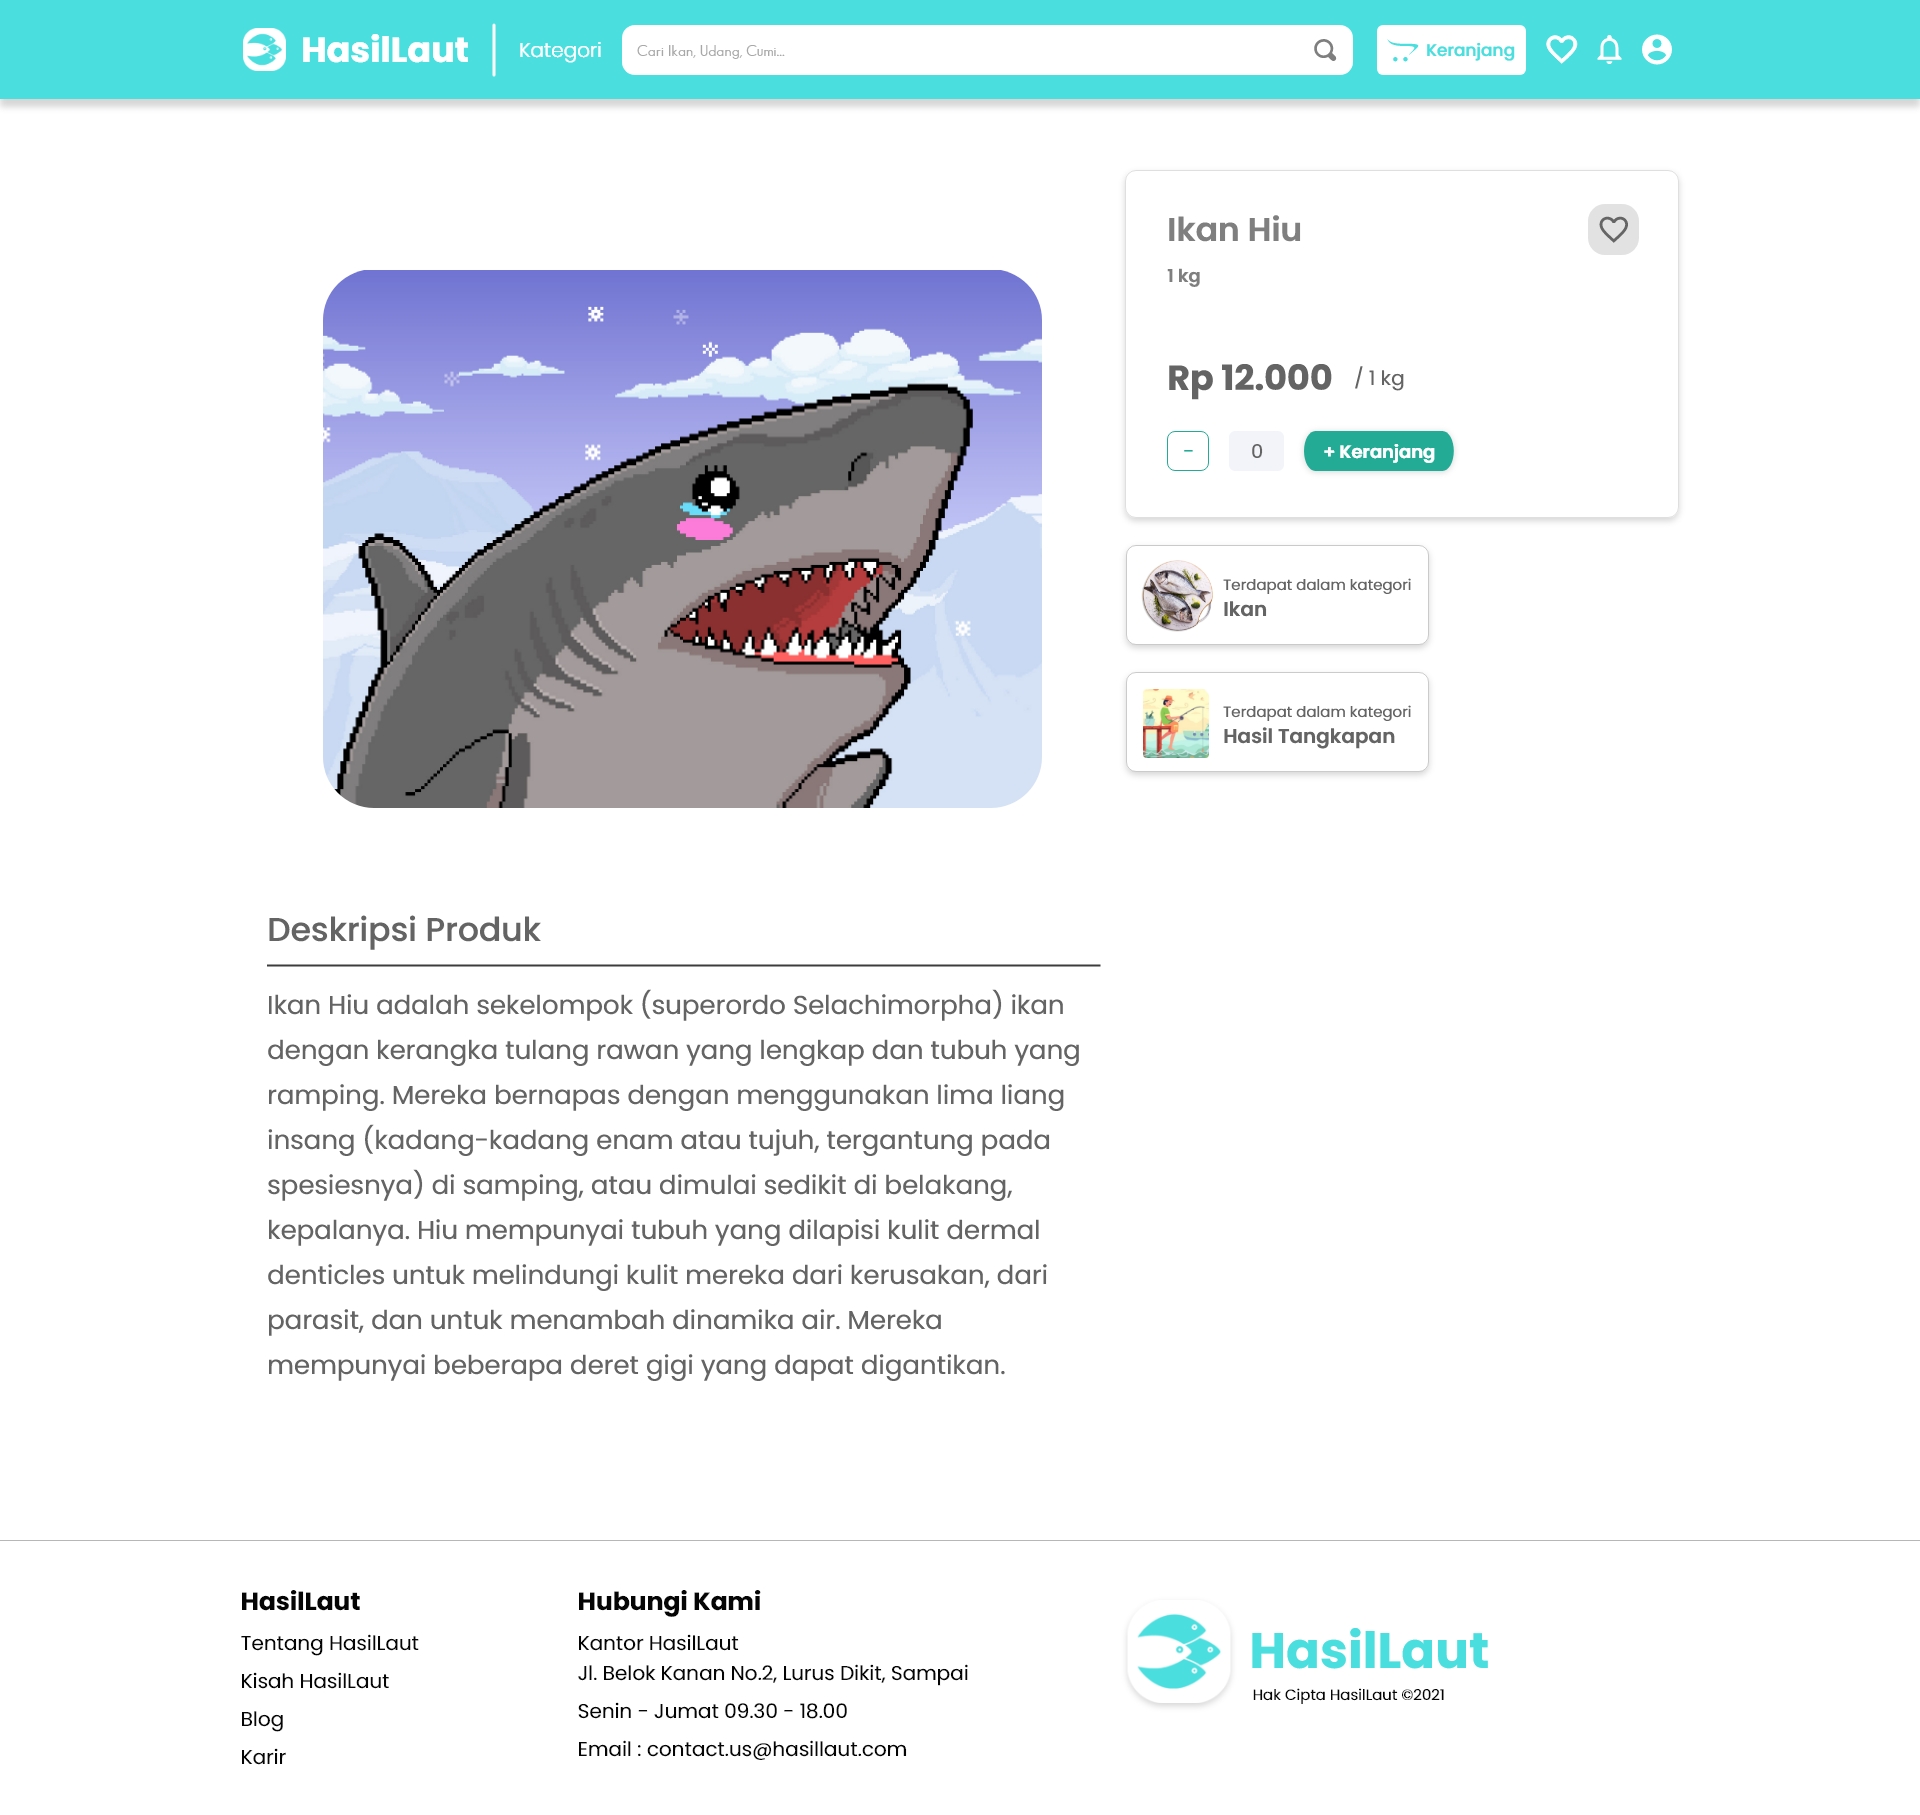 HasilLaut
Kategori
Cari Ikan, Udang, Cumi...
Keranjang
Ikan Hiu
1 kg
Rp 12.000 / 1 kg
- 0 + Keranjang
Terdapat dalam kategori
Ikan
Terdapat dalam kategori
Hasil Tangkapan
Deskripsi Produk
Ikan Hiu adalah sekelompok (superordo Selachimorpha) ikan
dengan kerangka tulang rawan yang lengkap dan tubuh yang
ramping. Mereka bernapas dengan menggunakan lima liang
insang (kadang-kadang enam atau tujuh, tergantung pada
spesiesnya) di samping, atau dimulai sedikit di belakang,
kepalanya. Hiu mempunyai tubuh yang dilapisi kulit dermal
denticles untuk melindungi kulit mereka dari kerusakan, dari
parasit, dan untuk menambah dinamika air. Mereka
mempunyai beberapa deret gigi yang dapat digantikan.
HasilLaut
Tentang HasilLaut
Kisah HasilLaut
Blog
Karir
Hubungi Kami
Kantor HasilLaut
Jl. Belok Kanan No.2, Lurus Dikit, Sampai
Senin - Jumat 09.30 - 18.00
Email : contact.us@hasillaut.com
HasilLaut
Hak Cipta HasilLaut ©2021